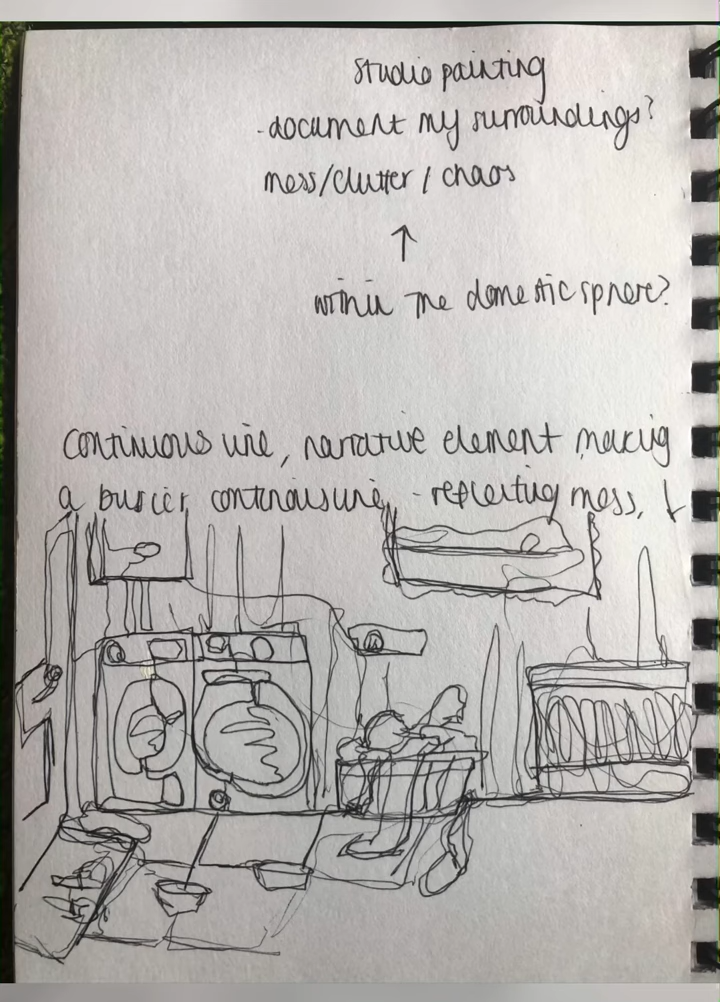 Studio painting
- document my surroundings?
mess/clutter / chaos
↑
within the domestic sphere?
continuous line, narrative element making
a busier continous line - reflecting mess, ↓